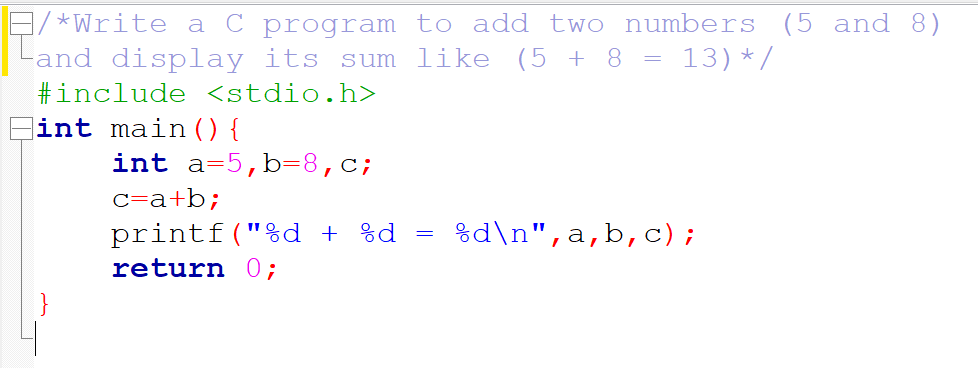 /*Write a C program to add two numbers (5 and 8)
and display its sum like (5 + 8 = 13)*/
#include <stdio.h>
int main(){
    int a=5,b=8,c;
    c=a+b;
    printf("%d + %d = %d\n",a,b,c);
    return 0;
}